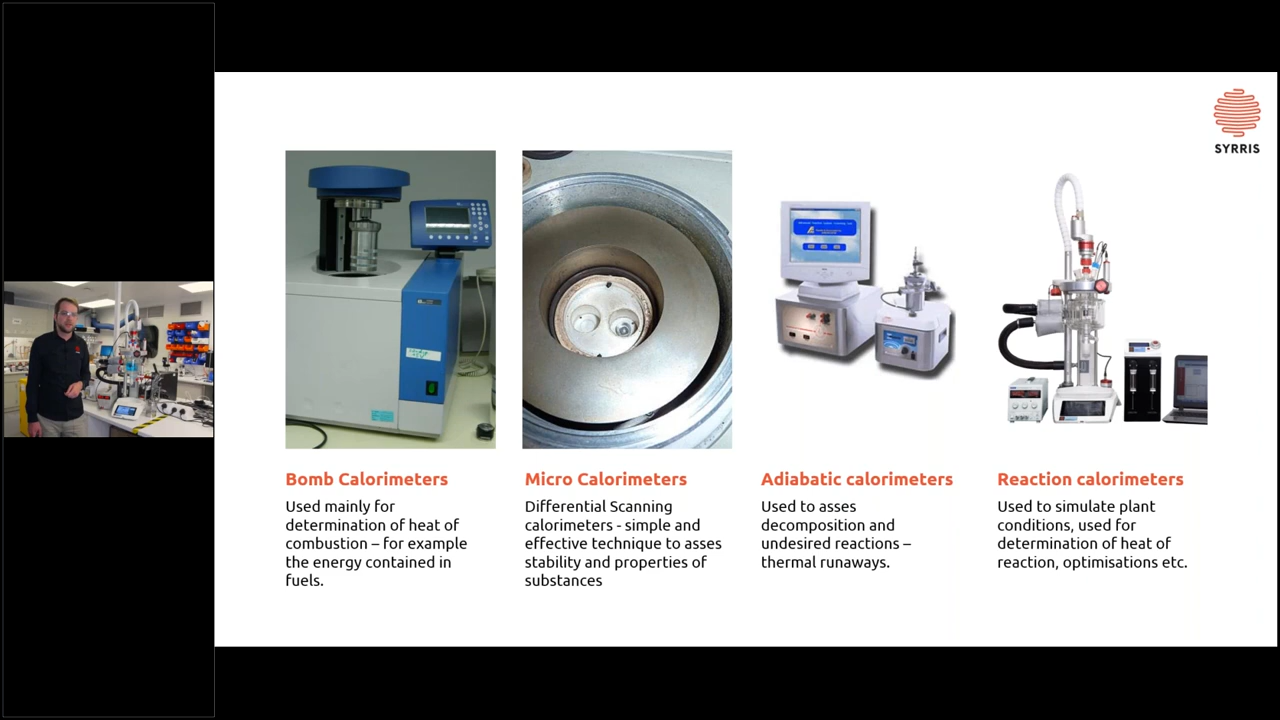 SYRRIS
Bomb Calorimeters
Used mainly for
determination of heat of
combustion – for example
the energy contained in
fuels.
Micro Calorimeters
Differential Scanning
calorimeters - simple and
effective technique to asses
stability and properties of
substances
Adiabatic calorimeters
Used to asses
decomposition and
undesired reactions –
thermal runaways.
Reaction calorimeters
Used to simulate plant
conditions, used for
determination of heat of
reaction, optimisations etc.